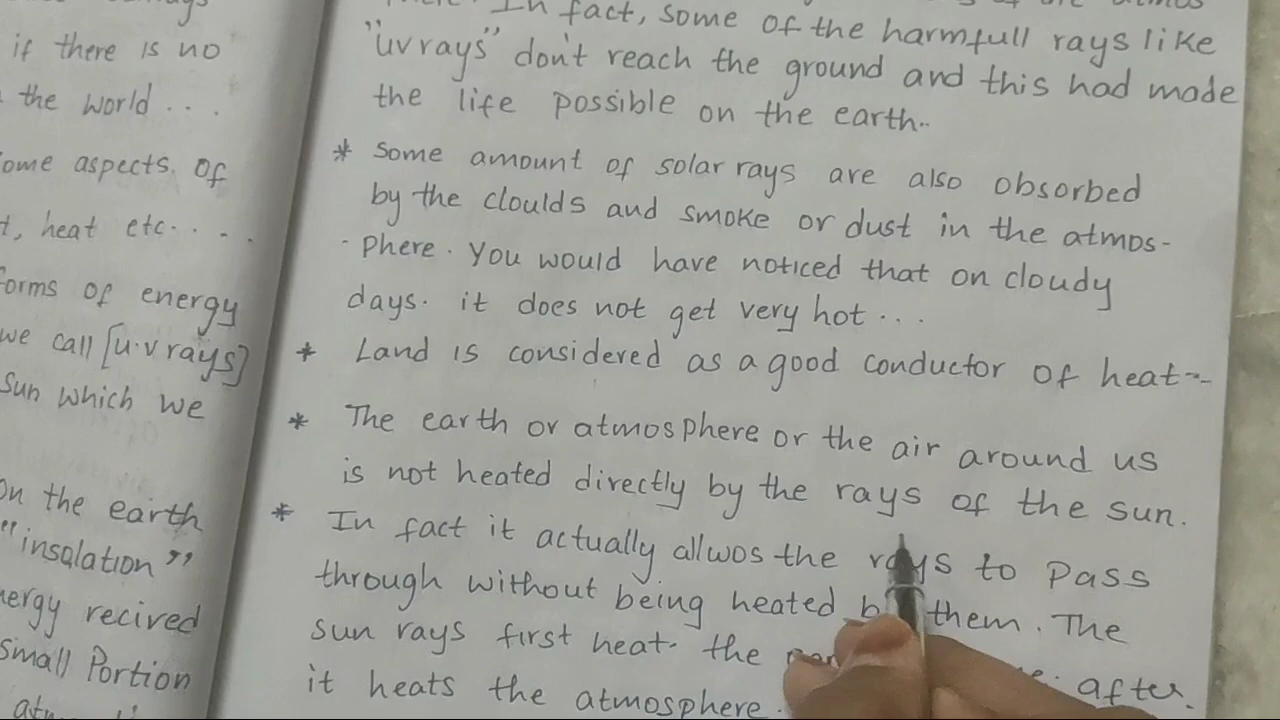 if there is no
the world . . .
ome aspects. Of
t, heat etc. . . .
forms of energy
we call [u.v rays]
Sun which we
on the earth
"insolation"
nergy recived
small Portion
In fact, some of the harmfull rays like
"uv rays" don't reach the ground and this had made
the life possible on the earth..
* Some amount of solar rays are also obsorbed
by the cloulds and smoke or dust in the atmos-
- Phere. You would have noticed that on cloudy
days. it does not get very hot . . .
* Land is considered as a good conductor of heat--
* The earth or atmosphere or the air around us
is not heated directly by the rays of the sun.
* In fact it actually allwos the rays to pass
through without being heated by them. The
sun rays first heat the
after.
it heats the atmosphere.